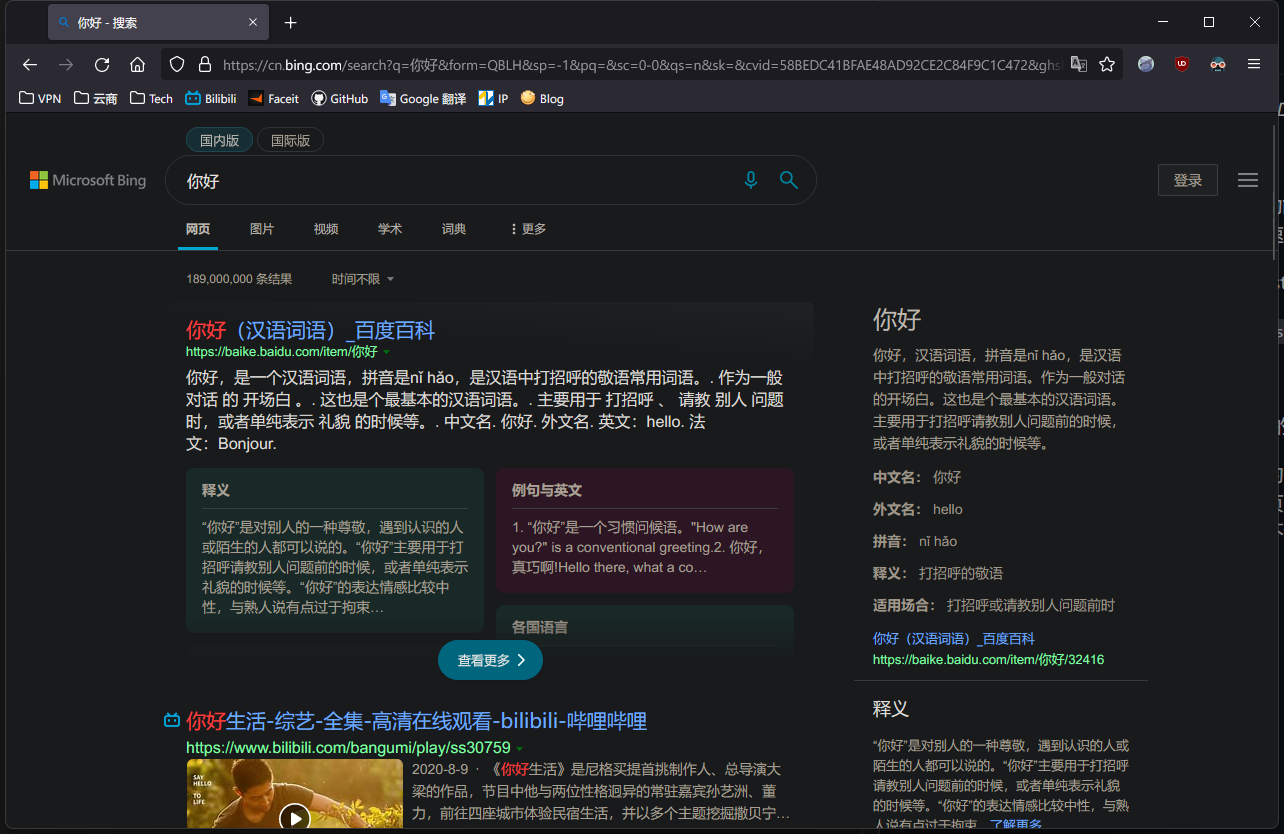 你好 - 搜索
https://cn.bing.com/search?q=你好&form=QBLH&sp=-1&pq=&sc=0-0&qs=n&sk=&cvid=58BEDC41BFAE48AD92CE2C84F9C1C472&ghs
VPN 云商 Tech Bilibili Faceit GitHub Google 翻译 IP Blog
国内版 国际版
Microsoft Bing
你好
登录
网页 图片 视频 学术 词典 更多
189,000,000 条结果 时间不限
你好（汉语词语）_百度百科
https://baike.baidu.com/item/你好
你好，是一个汉语词语，拼音是nǐ hǎo，是汉语中打招呼的敬语常用词语。. 作为一般
对话 的 开场白 。. 这也是个最基本的汉语词语。. 主要用于 打招呼 、 请教 别人 问题
时，或者单纯表示 礼貌 的时候等。. 中文名. 你好. 外文名. 英文：hello. 法
文：Bonjour.
释义
“你好”是对别人的一种尊敬，遇到认识的人
或陌生的人都可以说的。“你好”主要用于打
招呼请教别人问题前的时候，或者单纯表示
礼貌的时候等。“你好”的表达情感比较中
性，与熟人说有点过于拘束…
例句与英文
1. “你好”是一个习惯问候语。"How are
you?" is a conventional greeting.2. 你好，
真巧啊!Hello there, what a co…
各国语言
查看更多
你好生活-综艺-全集-高清在线观看-bilibili-哔哩哔哩
https://www.bilibili.com/bangumi/play/ss30759
SAY
HELLO
TO
LIFE
2020-8-9 · 《你好生活》是尼格买提首挑制作人、总导演大
梁的作品，节目中他与两位性格迥异的常驻嘉宾孙艺洲、董
力，前往四座城市体验民宿生活，并以多个主题挖掘撒贝宁…
你好
你好，汉语词语，拼音是nǐ hǎo，是汉语
中打招呼的敬语常用词语。作为一般对话
的开场白。这也是个最基本的汉语词语。
主要用于打招呼请教别人问题前的时候，
或者单纯表示礼貌的时候等。
中文名： 你好
外文名： hello
拼音： nǐ hǎo
释义： 打招呼的敬语
适用场合： 打招呼或请教别人问题前时
你好（汉语词语）_百度百科
https://baike.baidu.com/item/你好/32416
释义
“你好”是对别人的一种尊敬，遇到认识的人或
陌生的人都可以说的。“你好”主要用于打招呼
请教别人问题前的时候，或者单纯表示礼貌
的时候等。“你好”的表达情感比较中性，与熟
人说有点过于拘束… 了解更多